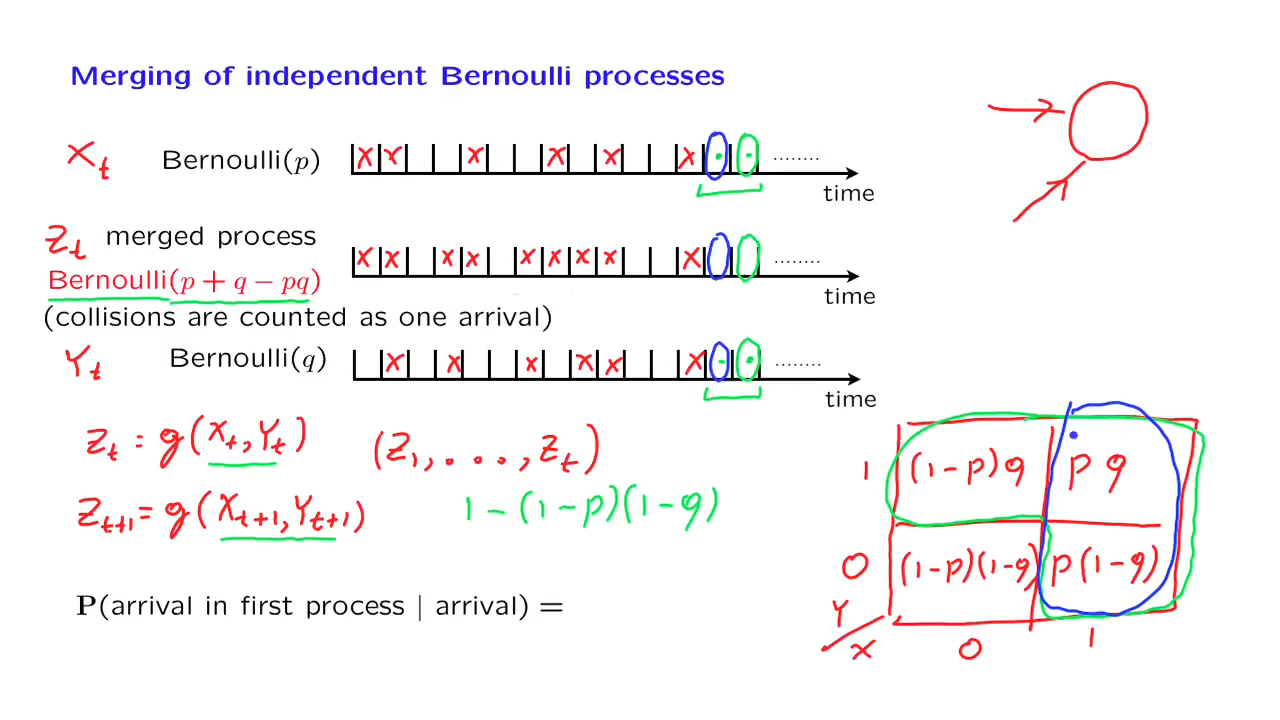 Merging of independent Bernoulli processes
X_t Bernoulli(p)
X X X X X X ........
time
Z_t merged process
Bernoulli(p + q − pq)
X X X X X X X X X ........
time
(collisions are counted as one arrival)
Y_t Bernoulli(q)
X X X X X X ........
time
Z_t = g(X_t, Y_t) (Z_1, . . . , Z_t)
Z_{t+1} = g(X_{t+1}, Y_{t+1}) 1 − (1 − p)(1 − q)
1 (1 − p) q p q
0 (1 − p)(1 − q) p(1 − q)
Y
X 0 1
P(arrival in first process | arrival) =